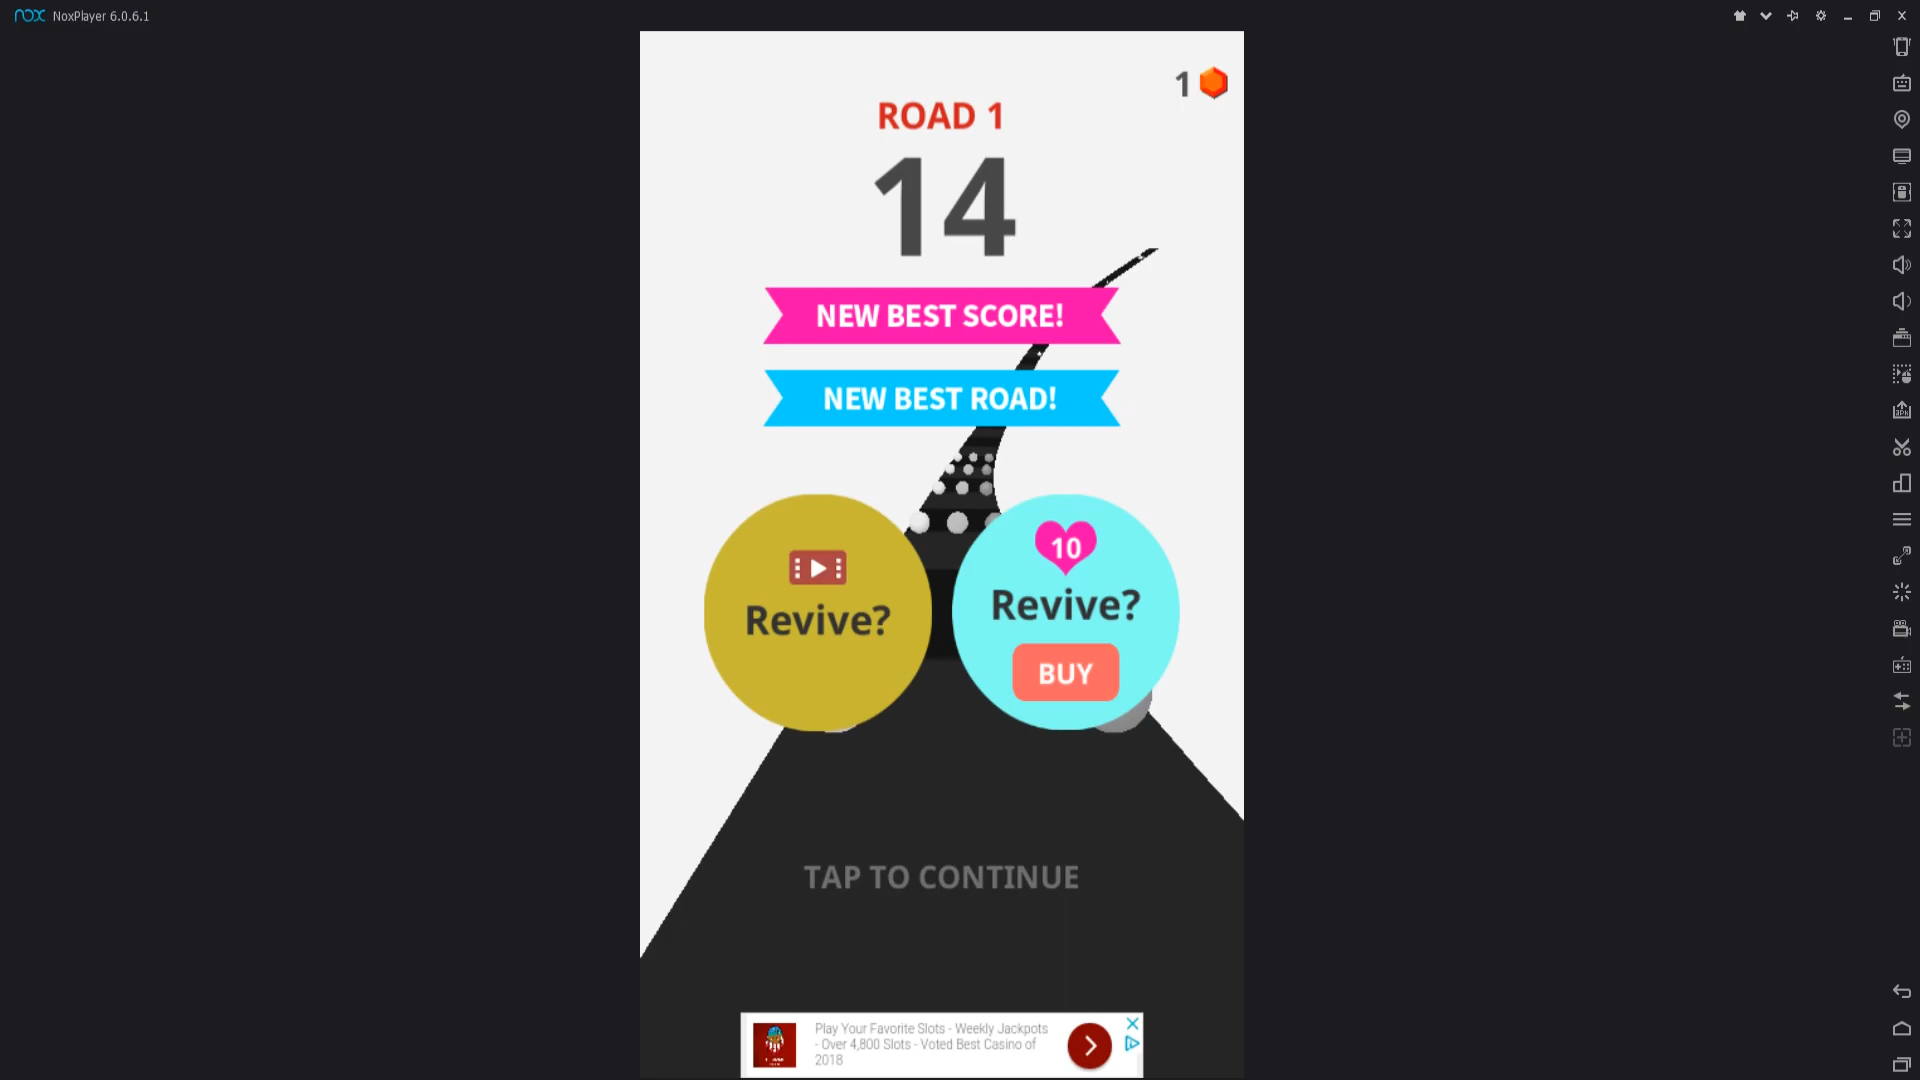 nox NoxPlayer 6.0.6.1
1
ROAD 1
14
NEW BEST SCORE!
NEW BEST ROAD!
Revive?
10
Revive?
BUY
TAP TO CONTINUE
Play Your Favorite Slots - Weekly Jackpots
- Over 4,800 Slots - Voted Best Casino of
2018